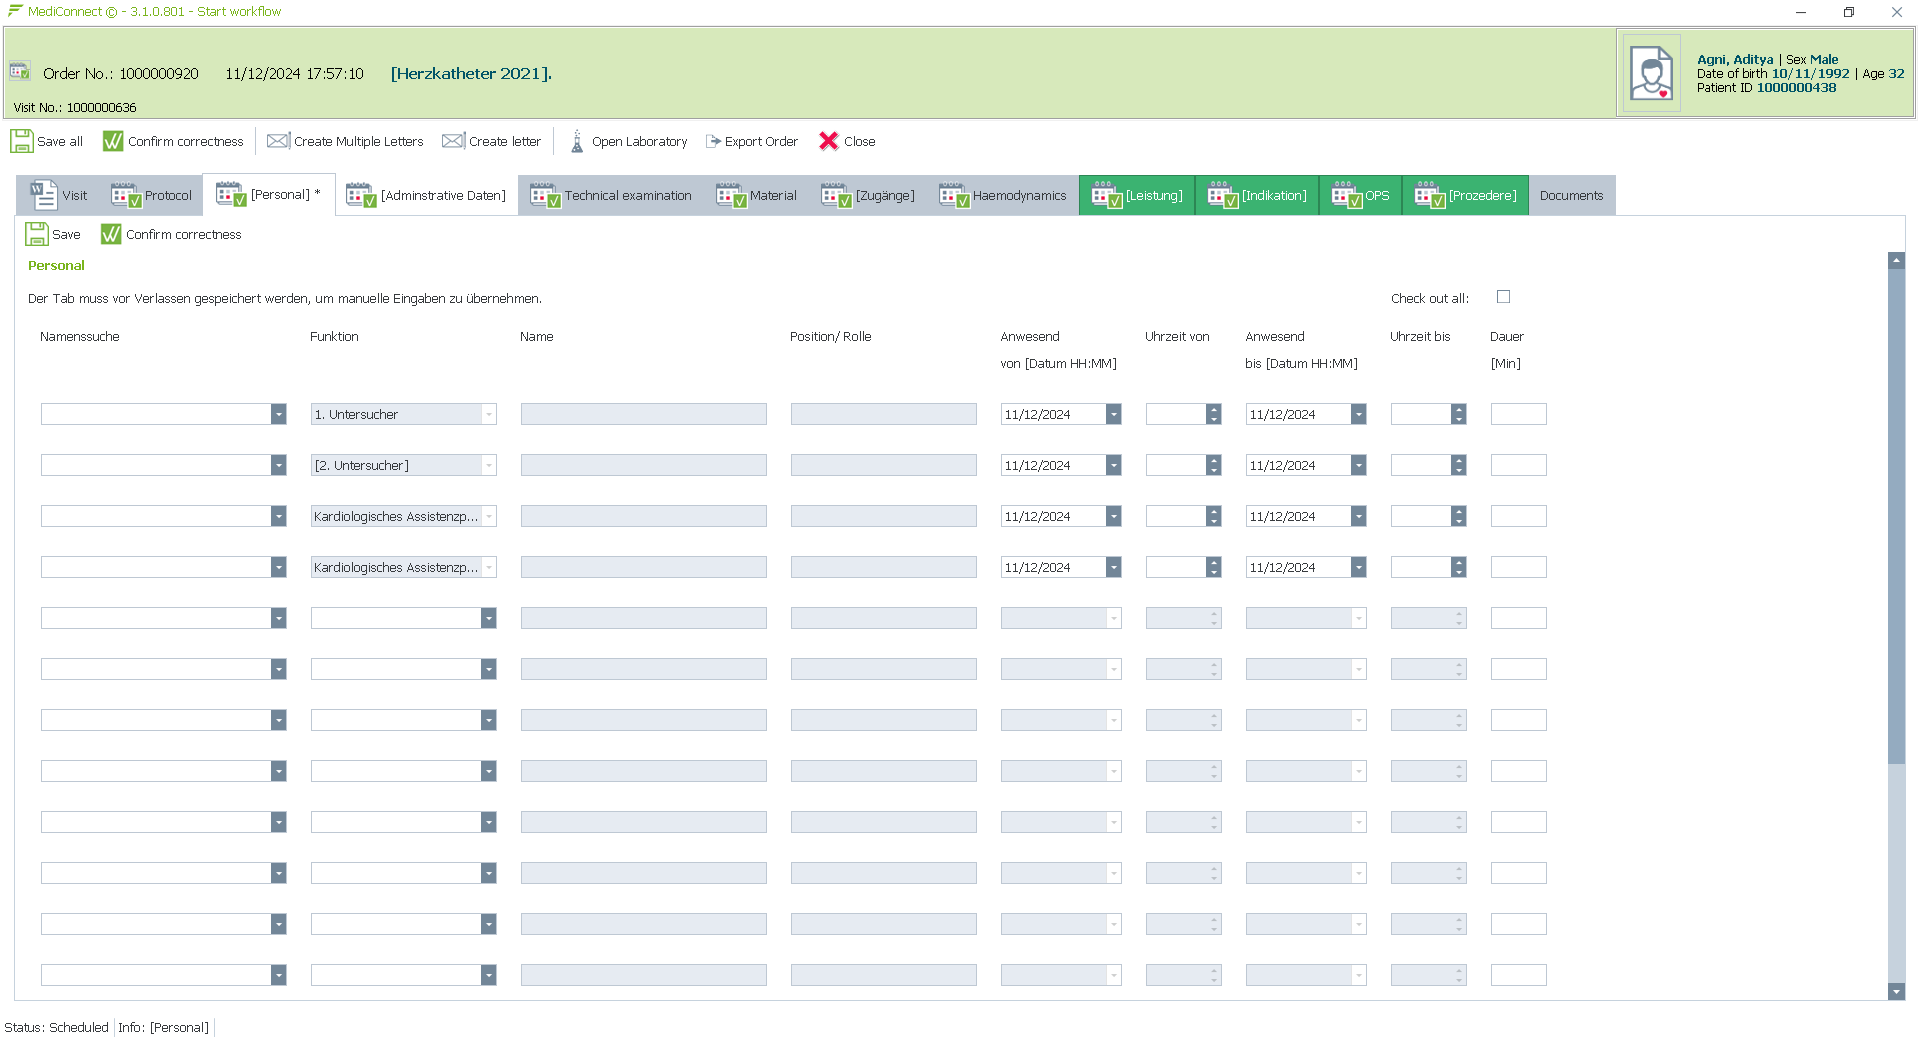 MediConnect © - 3.1.0.801 - Start workflow
Order No.: 1000000920 11/12/2024 17:57:10 [Herzkatheter 2021].
Visit No.: 1000000636
Agni, Aditya | Sex Male
Date of birth 10/11/1992 | Age 32
Patient ID 1000000438
Save all Confirm correctness Create Multiple Letters Create letter Open Laboratory Export Order Close
Visit Protocol [Personal] * [Adminstrative Daten] Technical examination Material [Zugänge] Haemodynamics [Leistung] [Indikation] OPS [Prozedere] Documents
Save Confirm correctness
Personal
Der Tab muss vor Verlassen gespeichert werden, um manuelle Eingaben zu übernehmen. Check out all:
Namenssuche Funktion Name Position/ Rolle Anwesend Uhrzeit von Anwesend Uhrzeit bis Dauer
von [Datum HH:MM] bis [Datum HH:MM] [Min]
1. Untersucher 11/12/2024 11/12/2024
[2. Untersucher] 11/12/2024 11/12/2024
Kardiologisches Assistenzp... 11/12/2024 11/12/2024
Kardiologisches Assistenzp... 11/12/2024 11/12/2024
Status: Scheduled Info: [Personal]